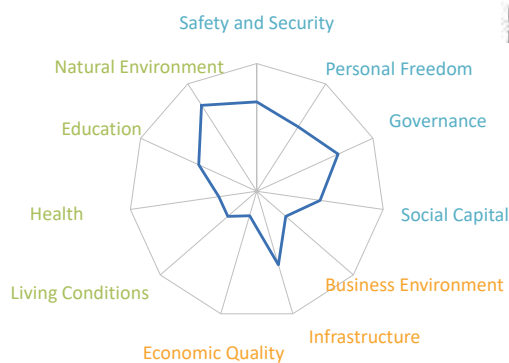 Safety and Security
Personal Freedom
Governance
Social Capital
Business Environment
Infrastructure
Economic Quality
Living Conditions
Health
Education
Natural Environment